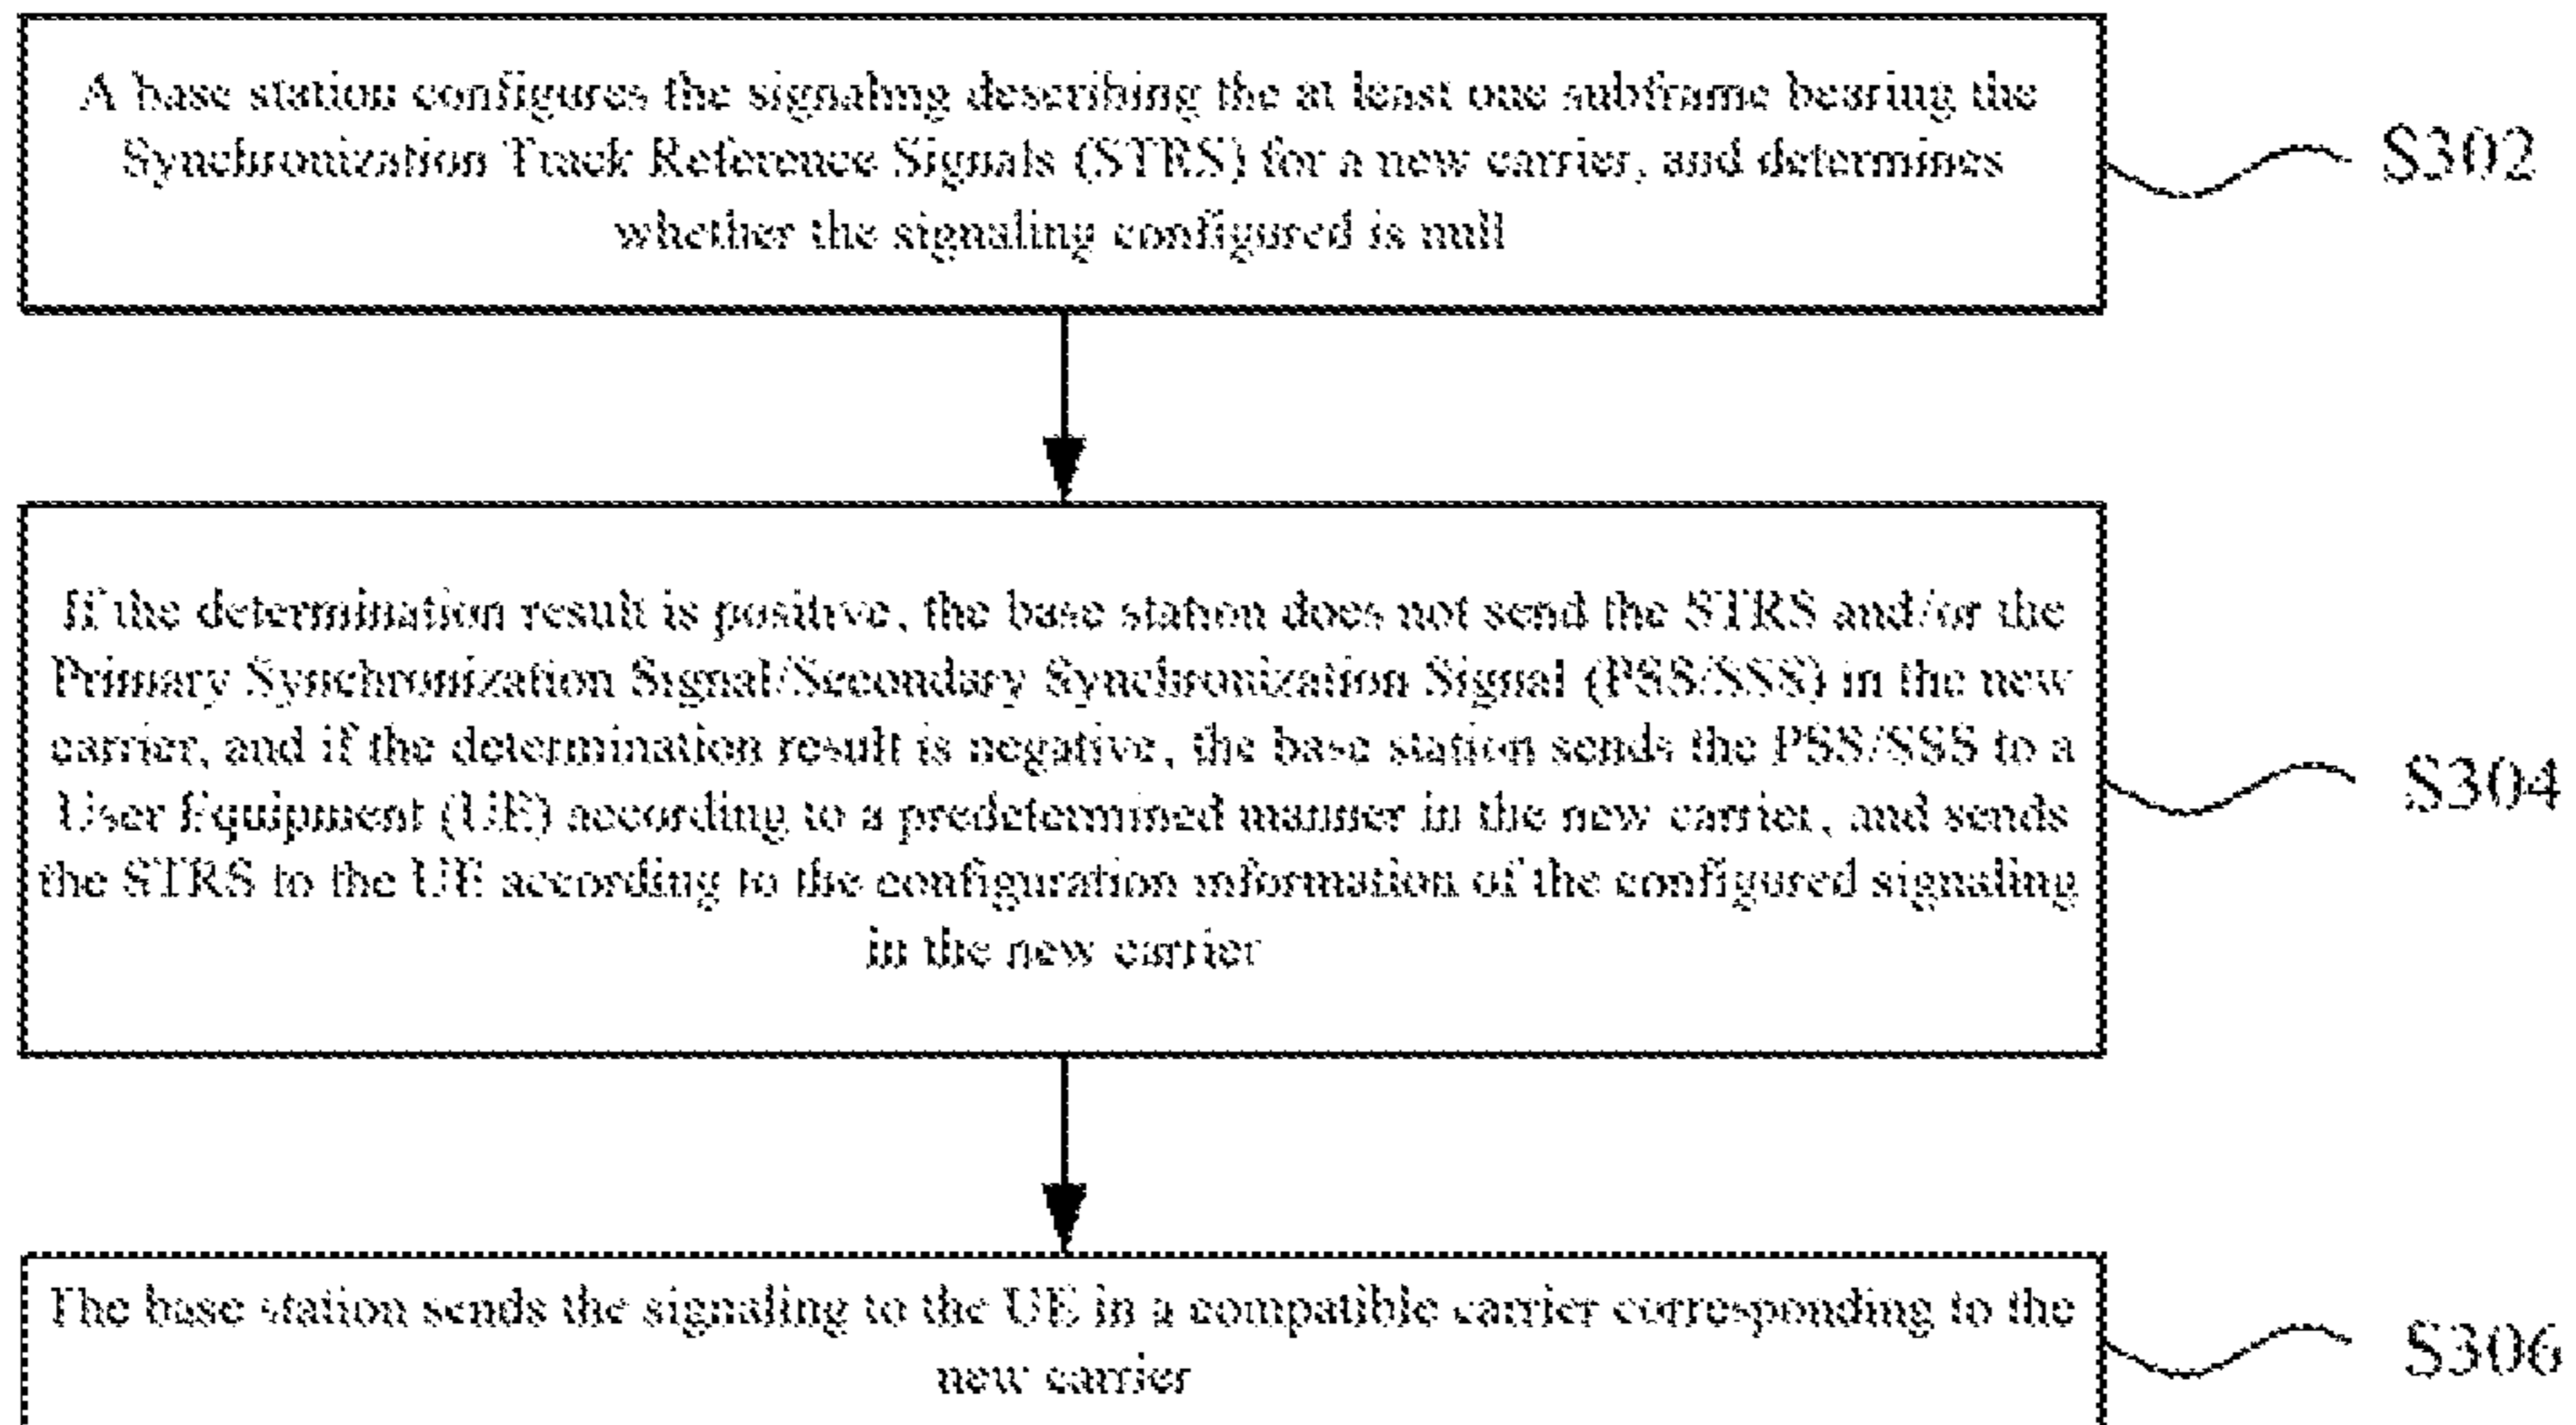 A base station configures the signaling describing the at least one subframe bearing the
Synchronization Track Reference Signals (STRS) for a new carrier, and determines
whether the signaling configured is null
S302
If the determination result is positive, the base station does not send the STRS and/or the
Primary Synchronization Signal/Secondary Synchronization Signal (PSS/SSS) in the new
carrier, and if the determination result is negative, the base station sends the PSS/SSS to a
User Equipment (UE) according to a predetermined manner in the new carrier, and sends
the STRS to the UE according to the configuration information of the configured signaling
in the new carrier
S304
The base station sends the signaling to the UE in a compatible carrier corresponding to the
new carrier
S306